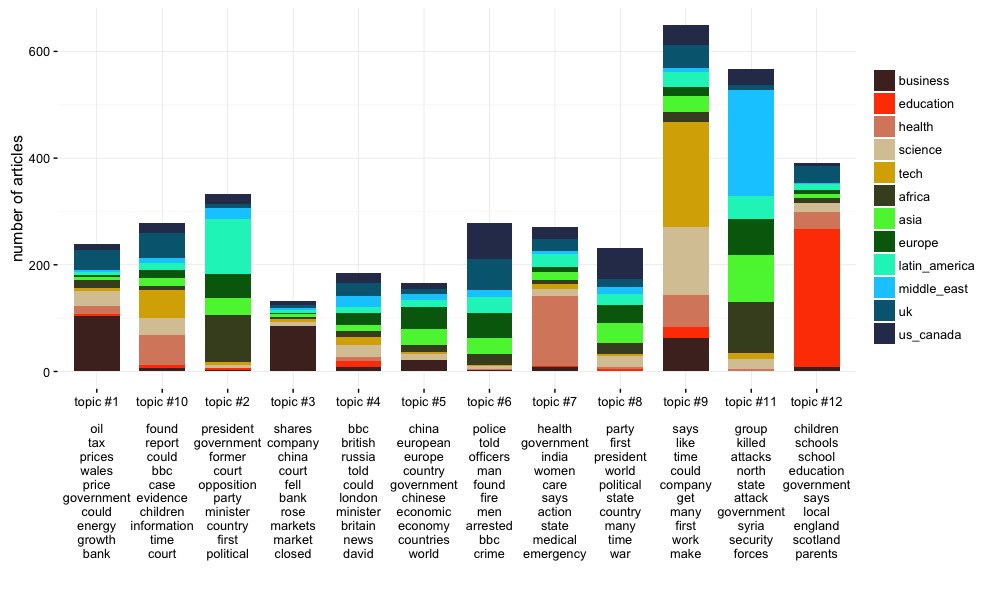 number of articles
600
400
200
0
business
education
health
science
tech
africa
asia
europe
latin_america
middle_east
uk
us_canada
topic #1 topic #10 topic #2 topic #3 topic #4 topic #5 topic #6 topic #7 topic #8 topic #9 topic #11 topic #12
oil found president shares bbc china police health party says group children
tax report government company british european told government first like killed schools
prices could former china russia europe officers india president time attacks school
wales bbc court court told country man women world could north education
price case opposition fell could government found care political company state government
government evidence party bank london chinese fire says state get attack says
could children minister rose minister economic men action country many government local
energy information country markets britain economy arrested state many first syria england
growth time first market news countries bbc medical time work security scotland
bank court political closed david world crime emergency war make forces parents